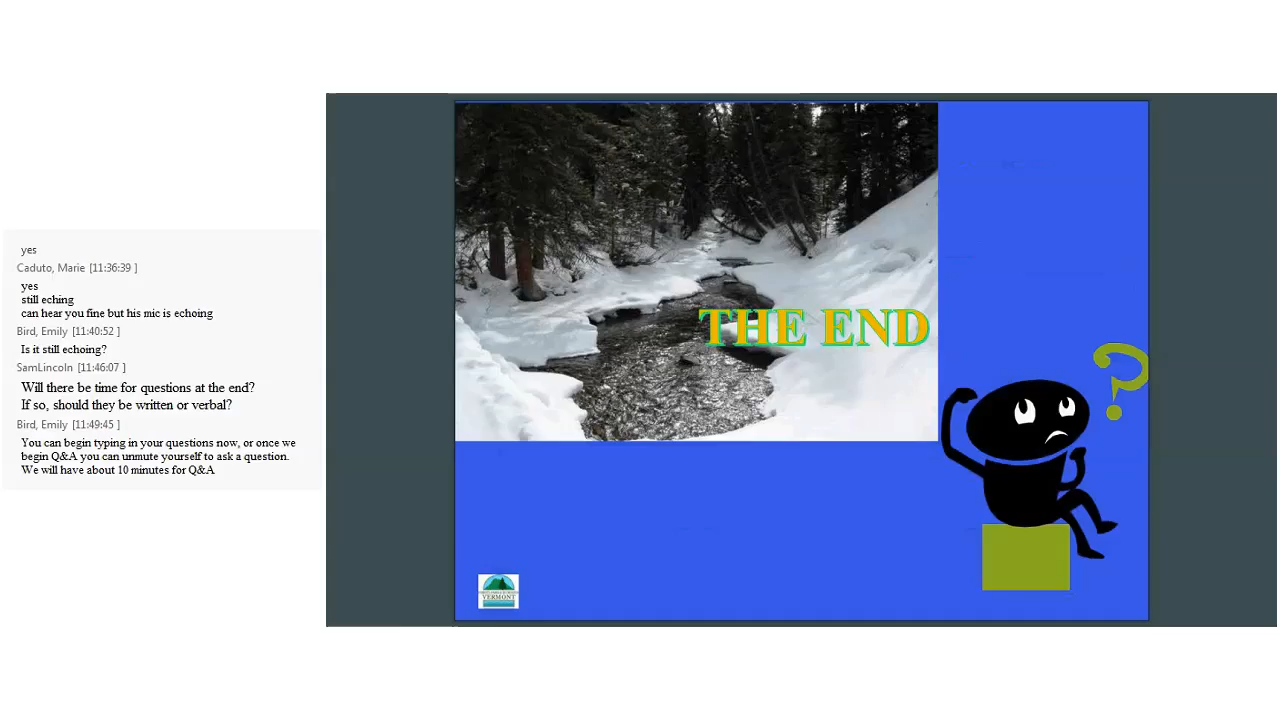 yes
Caduto, Marie [11:36:39 ]
yes
still eching
can hear you fine but his mic is echoing
Bird, Emily [11:40:52 ]
Is it still echoing?
SamLincoln [11:46:07 ]
Will there be time for questions at the end?
If so, should they be written or verbal?
Bird, Emily [11:49:45 ]
You can begin typing in your questions now, or once we
begin Q&A you can unmute yourself to ask a question.
We will have about 10 minutes for Q&A
THE END
?
VERMONT